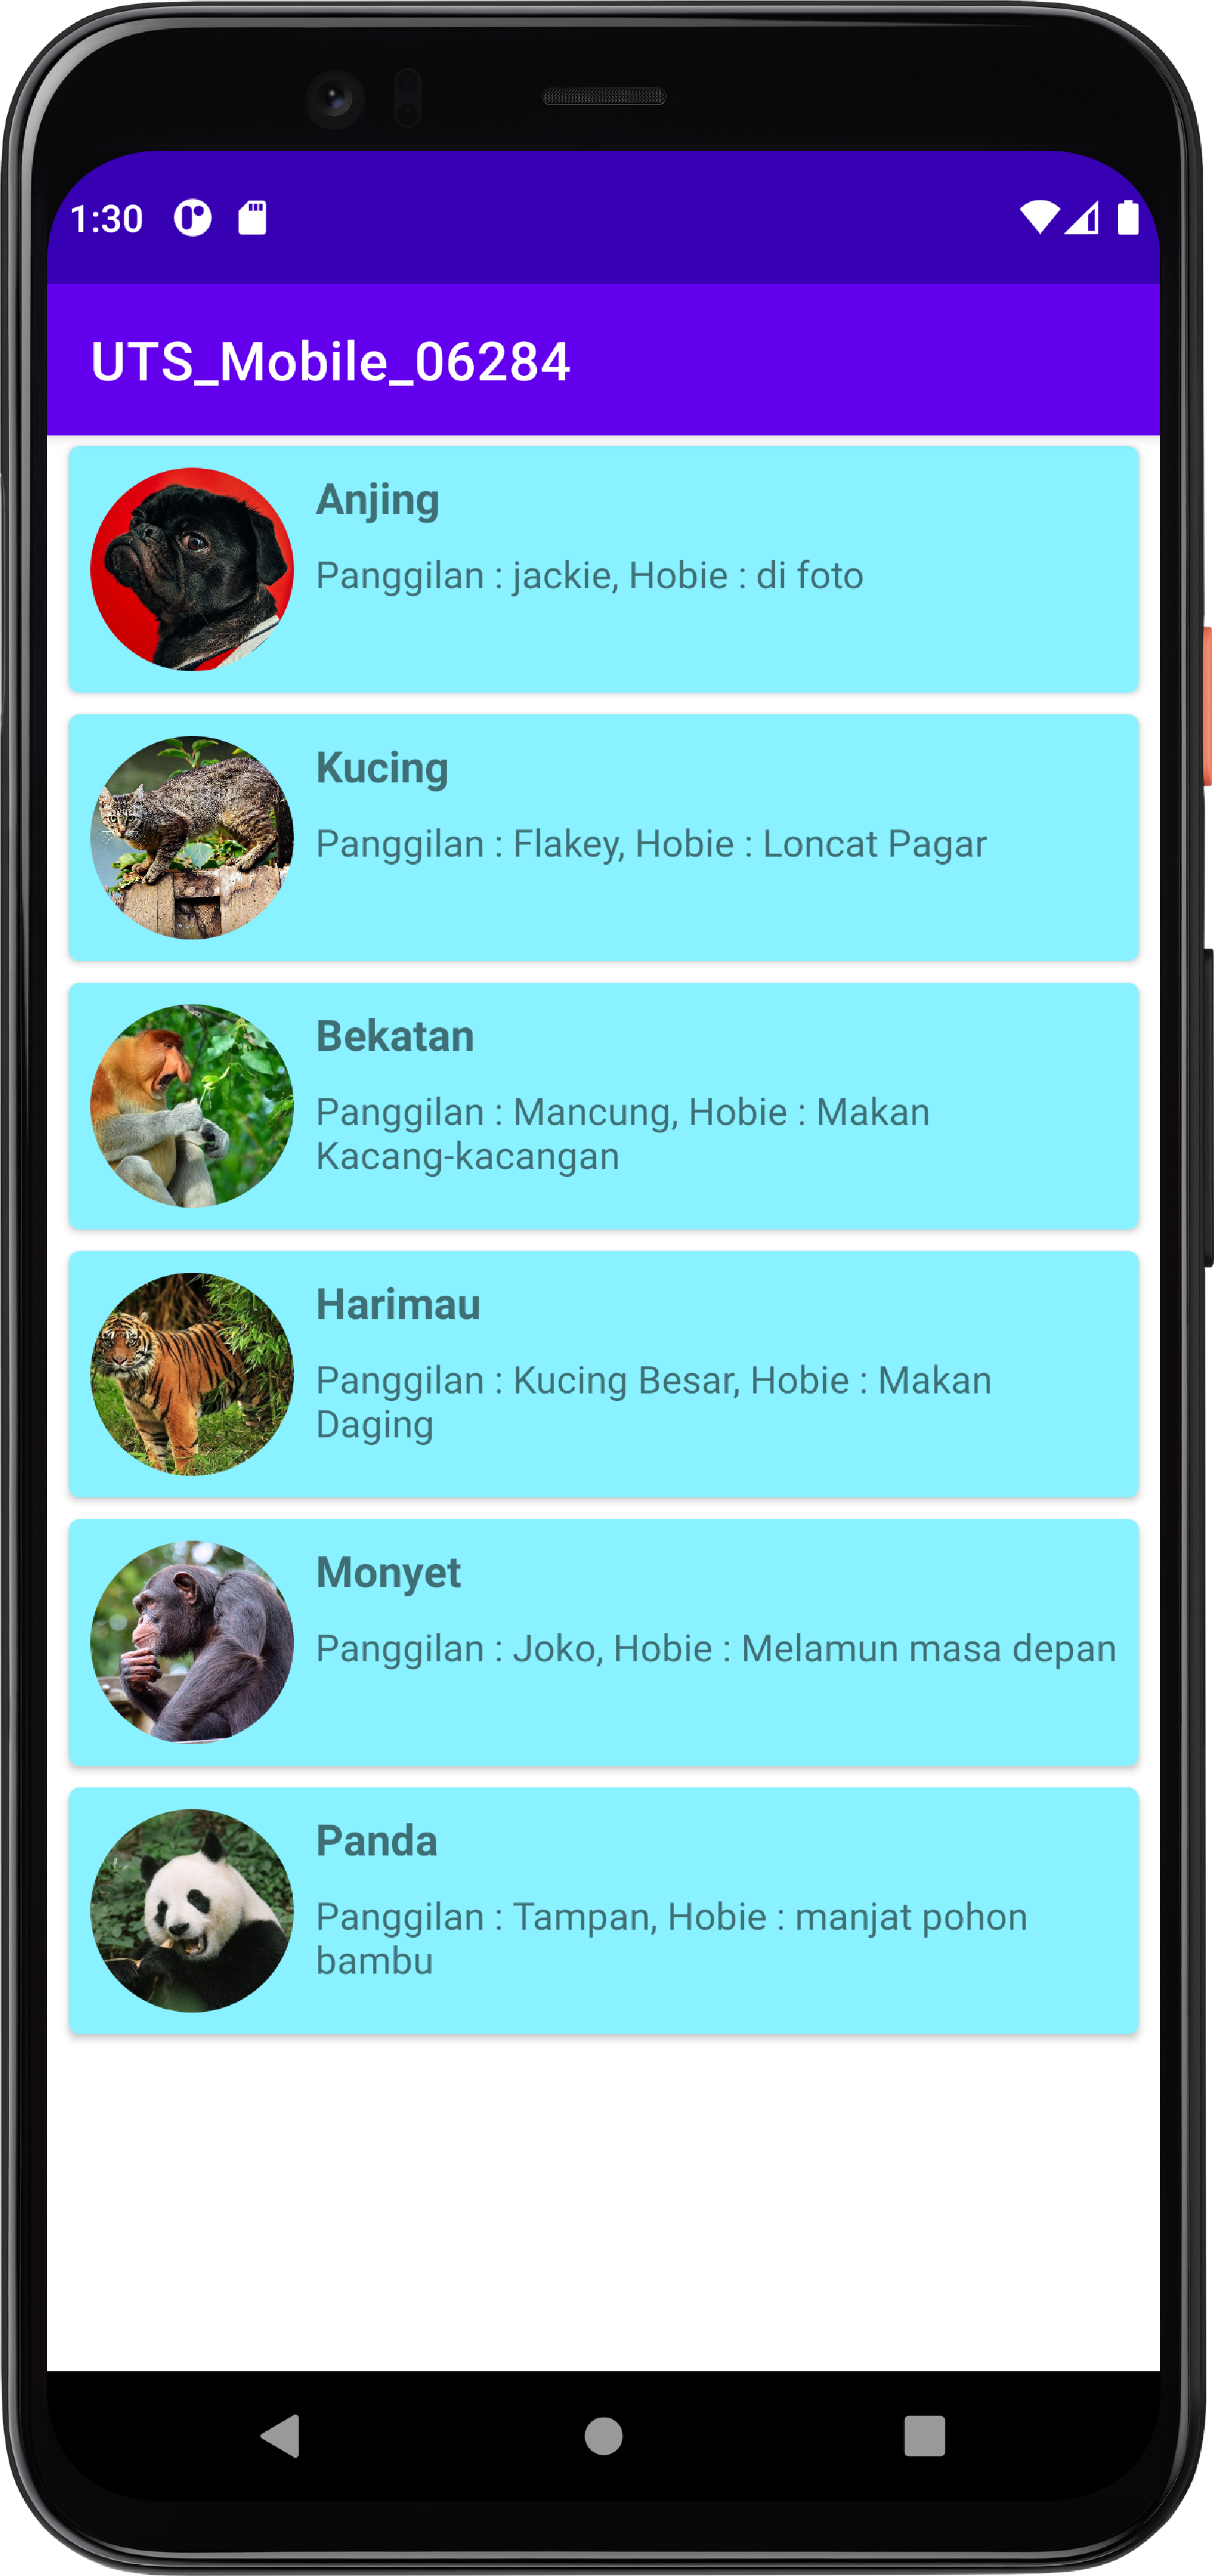 1:30
UTS_Mobile_06284
Anjing
Panggilan : jackie, Hobie : di foto
Kucing
Panggilan : Flakey, Hobie : Loncat Pagar
Bekatan
Panggilan : Mancung, Hobie : Makan
Kacang-kacangan
Harimau
Panggilan : Kucing Besar, Hobie : Makan
Daging
Monyet
Panggilan : Joko, Hobie : Melamun masa depan
Panda
Panggilan : Tampan, Hobie : manjat pohon
bambu